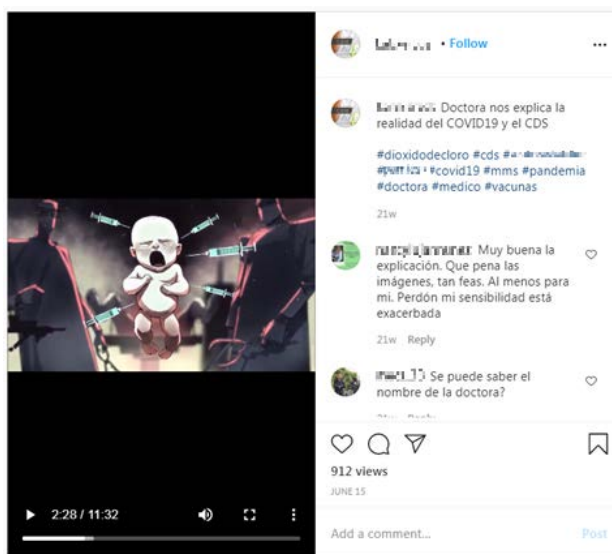 • Follow
Doctora nos explica la
realidad del COVID19 y el CDS
#dioxidodecloro #cds
#covid19 #mms #pandemia
#doctora #medico #vacunas
21w
Muy buena la
explicación. Que pena las
imágenes, tan feas. Al menos para
mi. Perdón mi sensibilidad está
exacerbada
21w Reply
Se puede saber el
nombre de la doctora?
21w Reply
912 views
JUNE 15
2:28 / 11:32
Add a comment...
Post